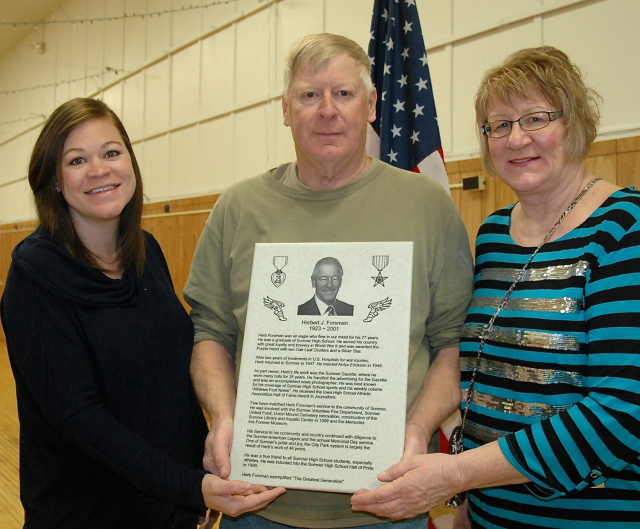 Herbert J. Forsman
1923 - 2001
Herb Forsman was an eagle who flew in our midst for his 77 years.
He was a graduate of Sumner High School. He served his country
with great loyalty and bravery in World War II and was awarded the
Purple Heart with two Oak Leaf Clusters and a Silver Star.
After two years of treatments in U.S. Hospitals for war injuries,
Herb returned to Sumner in 1947. He married Ardys Erickson in 1948.
As part owner, Herb's life work was the Sumner Gazette, where he
wore many hats for 35 years. He handled the advertising for the Gazette
and was an accomplished news photographer. He was best known
for his coverage of Sumner High School sports and his weekly column
"Athletes Foot Notes". He received the Iowa High School Athletic
Association Hall of Fame Award in Journalism.
Few have matched Herb Forsman's service to the community of Sumner.
He was involved with the Sumner Volunteer Fire Department, Sumner
United Fund, Union Mound Cemetery renovation, construction of the
Sumner Library and Aquatic Center in 1999 and the Memories
Are Forever Museum.
His Service to his community and country continued with diligence to
the Sumner American Legion and the annual Memorial Day service.
One of Sumner's pride and joy, the City Park system is largely the
result of Herb's work of 40 years.
He was a true friend to all Sumner High School students, especially
athletes. He was inducted into the Sumner High School Hall of Pride
in 1999.
Herb Forsman exemplified "The Greatest Generation"